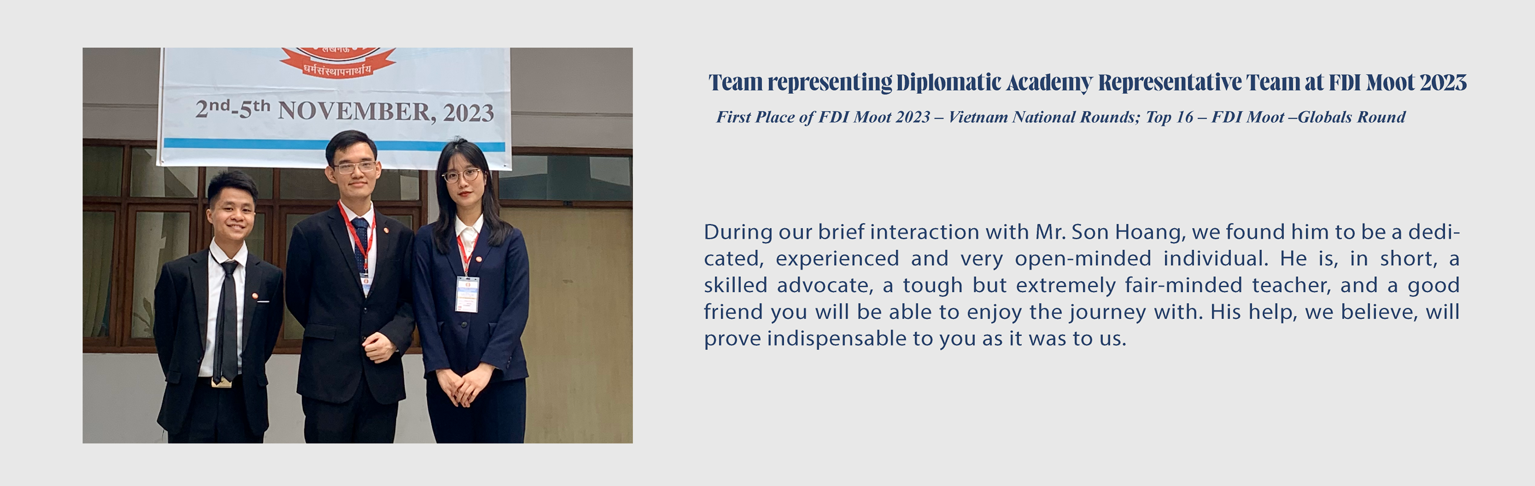 लखनऊ
धर्मसंस्थापनार्थाय
2nd-5th NOVEMBER, 2023
Team representing Diplomatic Academy Representative Team at FDI Moot 2023
First Place of FDI Moot 2023 – Vietnam National Rounds; Top 16 – FDI Moot –Globals Round
During our brief interaction with Mr. Son Hoang, we found him to be a dedi-
cated, experienced and very open-minded individual. He is, in short, a
skilled advocate, a tough but extremely fair-minded teacher, and a good
friend you will be able to enjoy the journey with. His help, we believe, will
prove indispensable to you as it was to us.